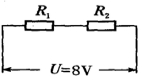 R₁ R₂
U=8V